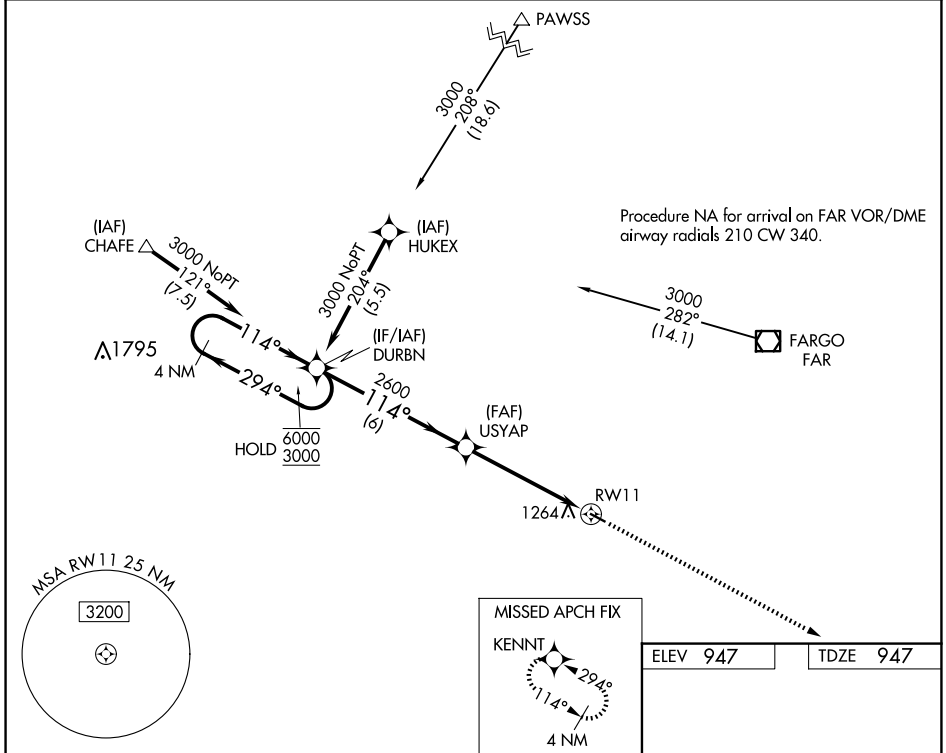 PAWSS
3000
208°
(18.6)
(IAF)
CHAFE
3000 NoPT
121°
(7.5)
(IAF)
HUKEX
3000 NoPT
204°
(5.5)
Procedure NA for arrival on FAR VOR/DME
airway radials 210 CW 340.
3000
282°
(14.1)
FARGO
FAR
1795
4 NM
114°
294°
(IF/IAF)
DURBN
HOLD
6000
3000
2600
114°
(6)
(FAF)
USYAP
RW11
1264
MSA RW11 25 NM
3200
MISSED APCH FIX
KENNT
294°
114°
4 NM
ELEV 947
TDZE 947